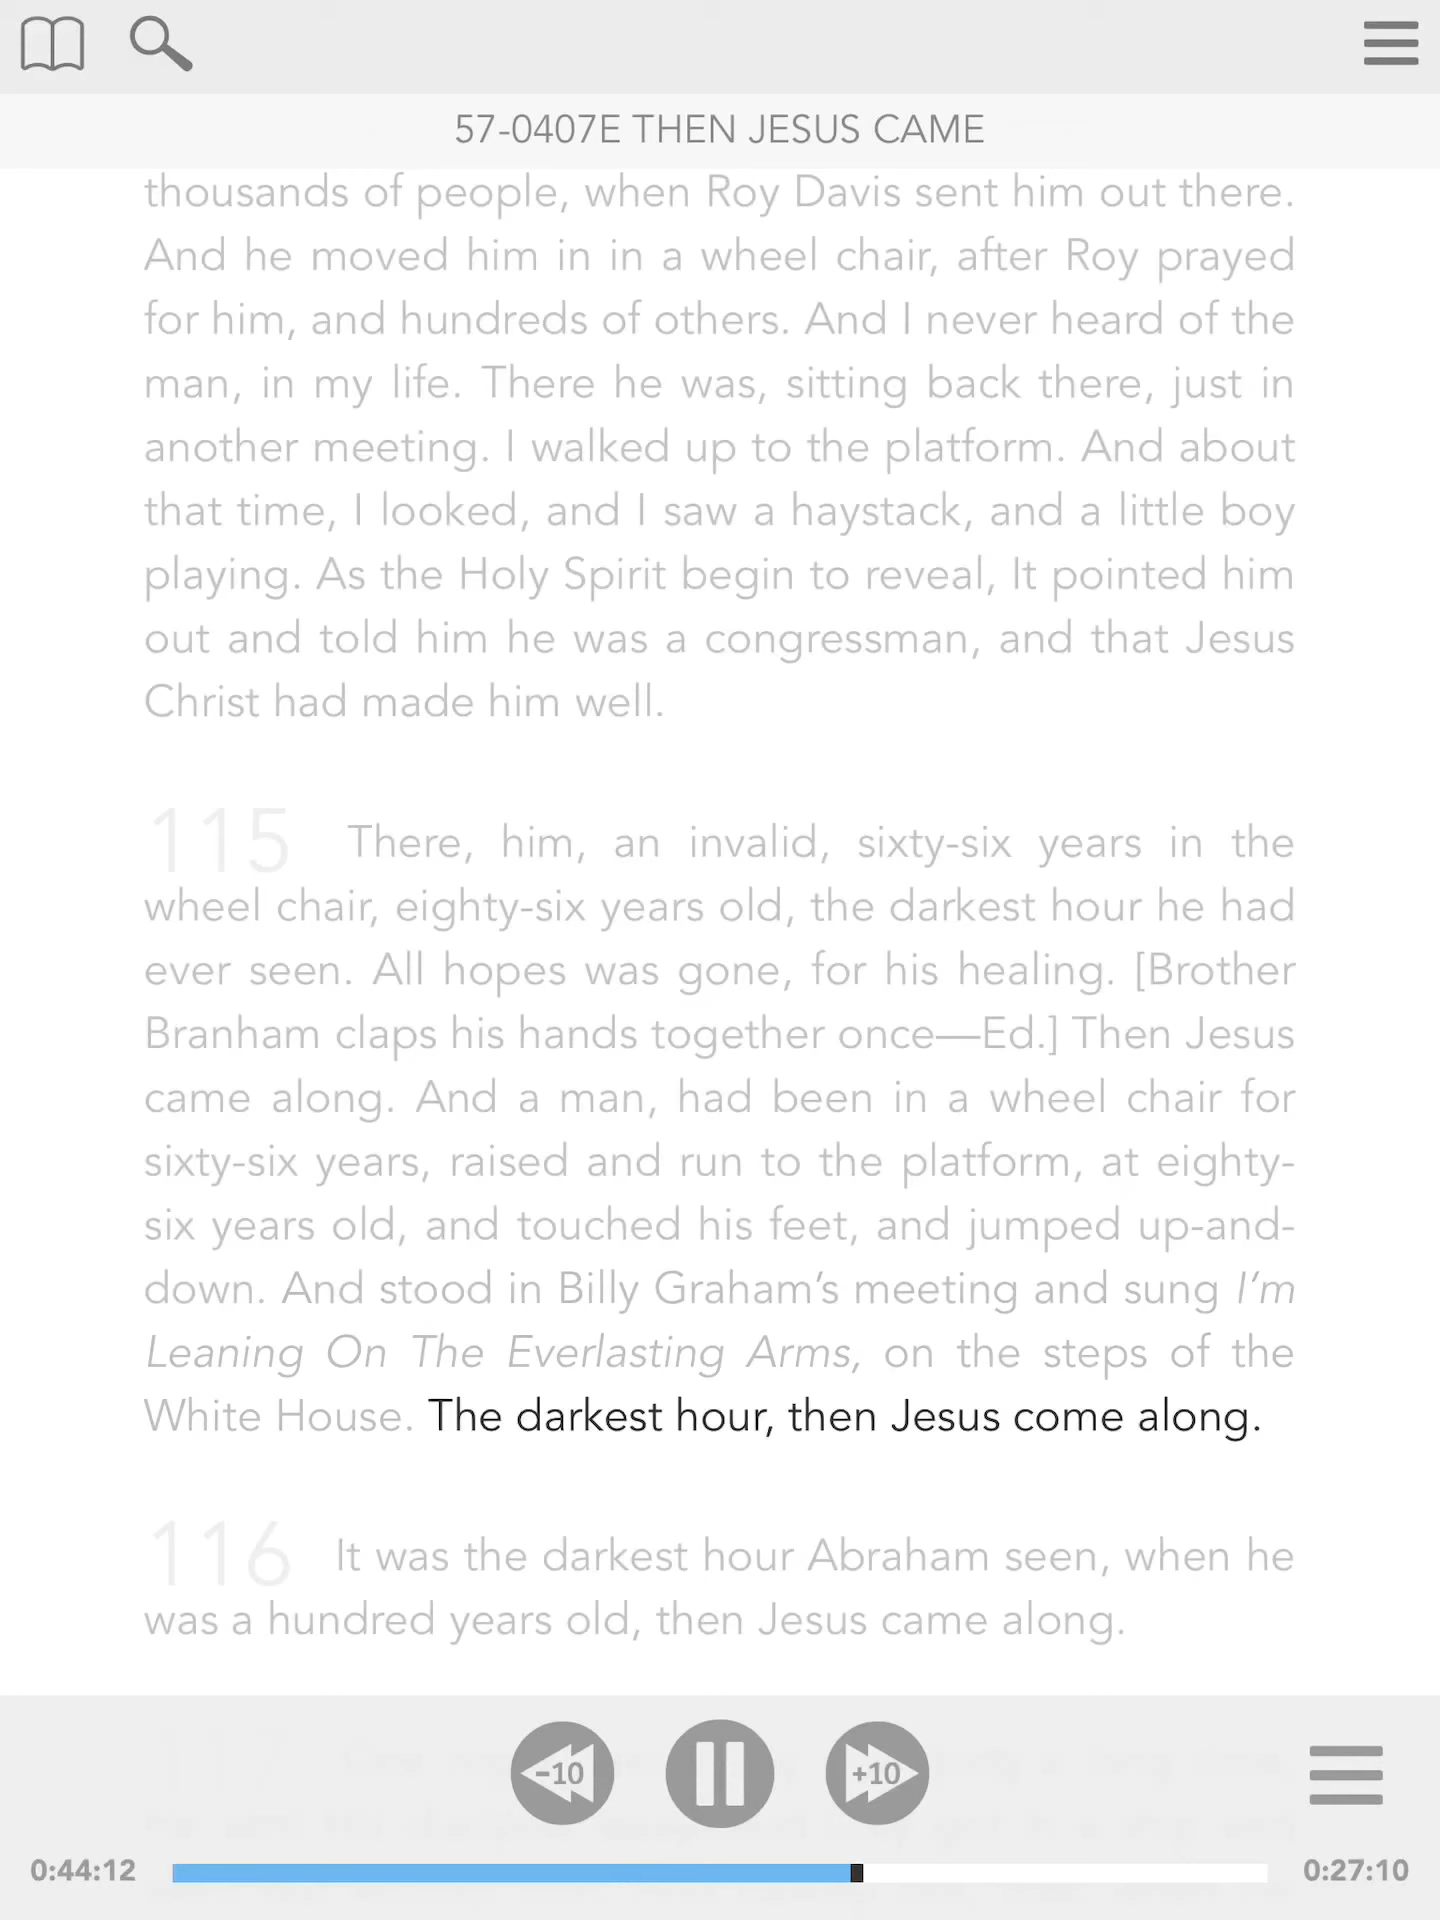 57-0407E THEN JESUS CAME
thousands of people, when Roy Davis sent him out there.
And he moved him in in a wheel chair, after Roy prayed
for him, and hundreds of others. And I never heard of the
man, in my life. There he was, sitting back there, just in
another meeting. I walked up to the platform. And about
that time, I looked, and I saw a haystack, and a little boy
playing. As the Holy Spirit begin to reveal, It pointed him
out and told him he was a congressman, and that Jesus
Christ had made him well.
115 There, him, an invalid, sixty-six years in the
wheel chair, eighty-six years old, the darkest hour he had
ever seen. All hopes was gone, for his healing. [Brother
Branham claps his hands together once—Ed.] Then Jesus
came along. And a man, had been in a wheel chair for
sixty-six years, raised and run to the platform, at eighty-
six years old, and touched his feet, and jumped up-and-
down. And stood in Billy Graham’s meeting and sung I’m
Leaning On The Everlasting Arms, on the steps of the
White House. The darkest hour, then Jesus come along.
116 It was the darkest hour Abraham seen, when he
was a hundred years old, then Jesus came along.
-10 +10
0:44:12 0:27:10